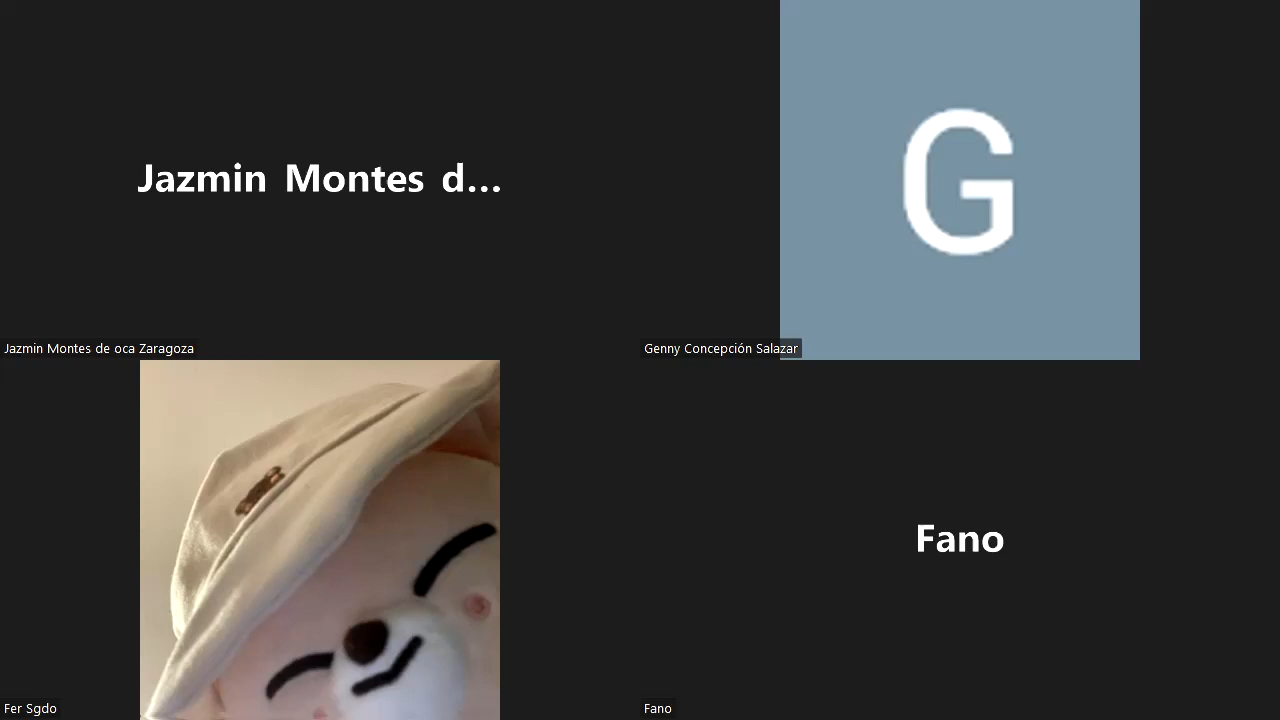 Jazmin Montes d...
G
Jazmin Montes de oca Zaragoza
Genny Concepción Salazar
Fano
Fer Sgdo
Fano